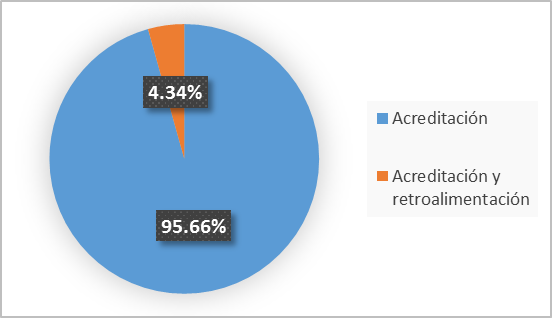 4.34%
95.66%
Acreditación
Acreditación y
retroalimentación